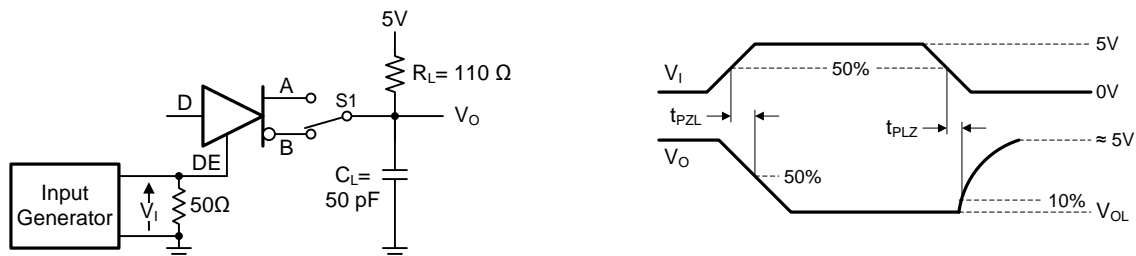 5V
R_L= 110 Ω
A
S1
D
V_O
B
DE
C_L=
50 pF
Input
Generator
V_I
50Ω
5V
V_I
50%
0V
t_PZL
t_PLZ
≈ 5V
V_O
50%
10%
V_OL